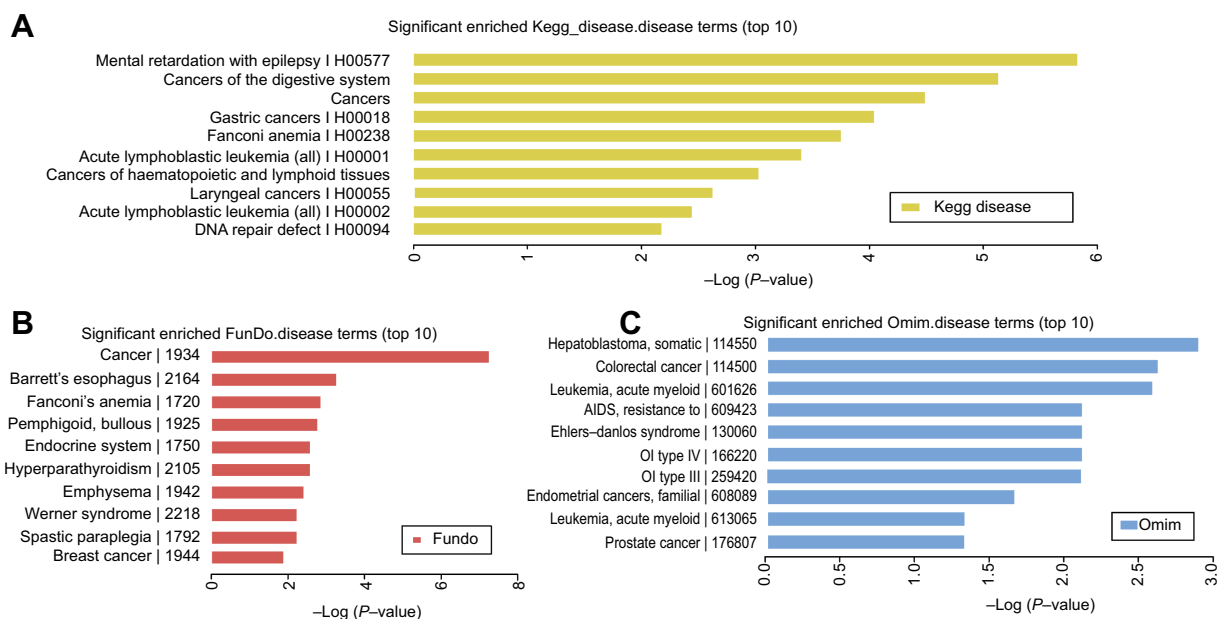 A
Significant enriched Kegg_disease.disease terms (top 10)
Mental retardation with epilepsy I H00577
Cancers of the digestive system
Cancers
Gastric cancers I H00018
Fanconi anemia I H00238
Acute lymphoblastic leukemia (all) I H00001
Cancers of haematopoietic and lymphoid tissues
Laryngeal cancers I H00055
Acute lymphoblastic leukemia (all) I H00002
DNA repair defect I H00094
Kegg disease
0 1 2 3 4 5 6
–Log (P–value)
B
Significant enriched FunDo.disease terms (top 10)
Cancer | 1934
Barrett's esophagus | 2164
Fanconi's anemia | 1720
Pemphigoid, bullous | 1925
Endocrine system | 1750
Hyperparathyroidism | 2105
Emphysema | 1942
Werner syndrome | 2218
Spastic paraplegia | 1792
Breast cancer | 1944
Fundo
0 2 4 6 8
–Log (P–value)
C
Significant enriched Omim.disease terms (top 10)
Hepatoblastoma, somatic | 114550
Colorectal cancer | 114500
Leukemia, acute myeloid | 601626
AIDS, resistance to | 609423
Ehlers–danlos syndrome | 130060
OI type IV | 166220
OI type III | 259420
Endometrial cancers, familial | 608089
Leukemia, acute myeloid | 613065
Prostate cancer | 176807
Omim
0.0 0.5 1.0 1.5 2.0 2.5 3.0
–Log (P–value)